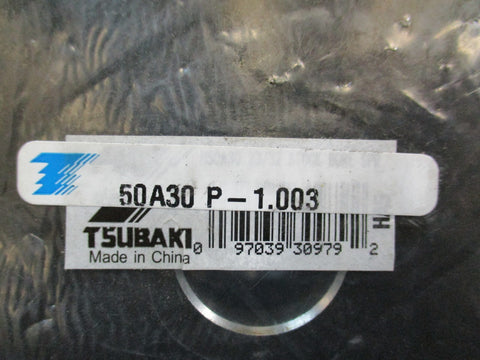 50A30 P-1.003
TSUBAKI
0 97039 30979 2
Made in China